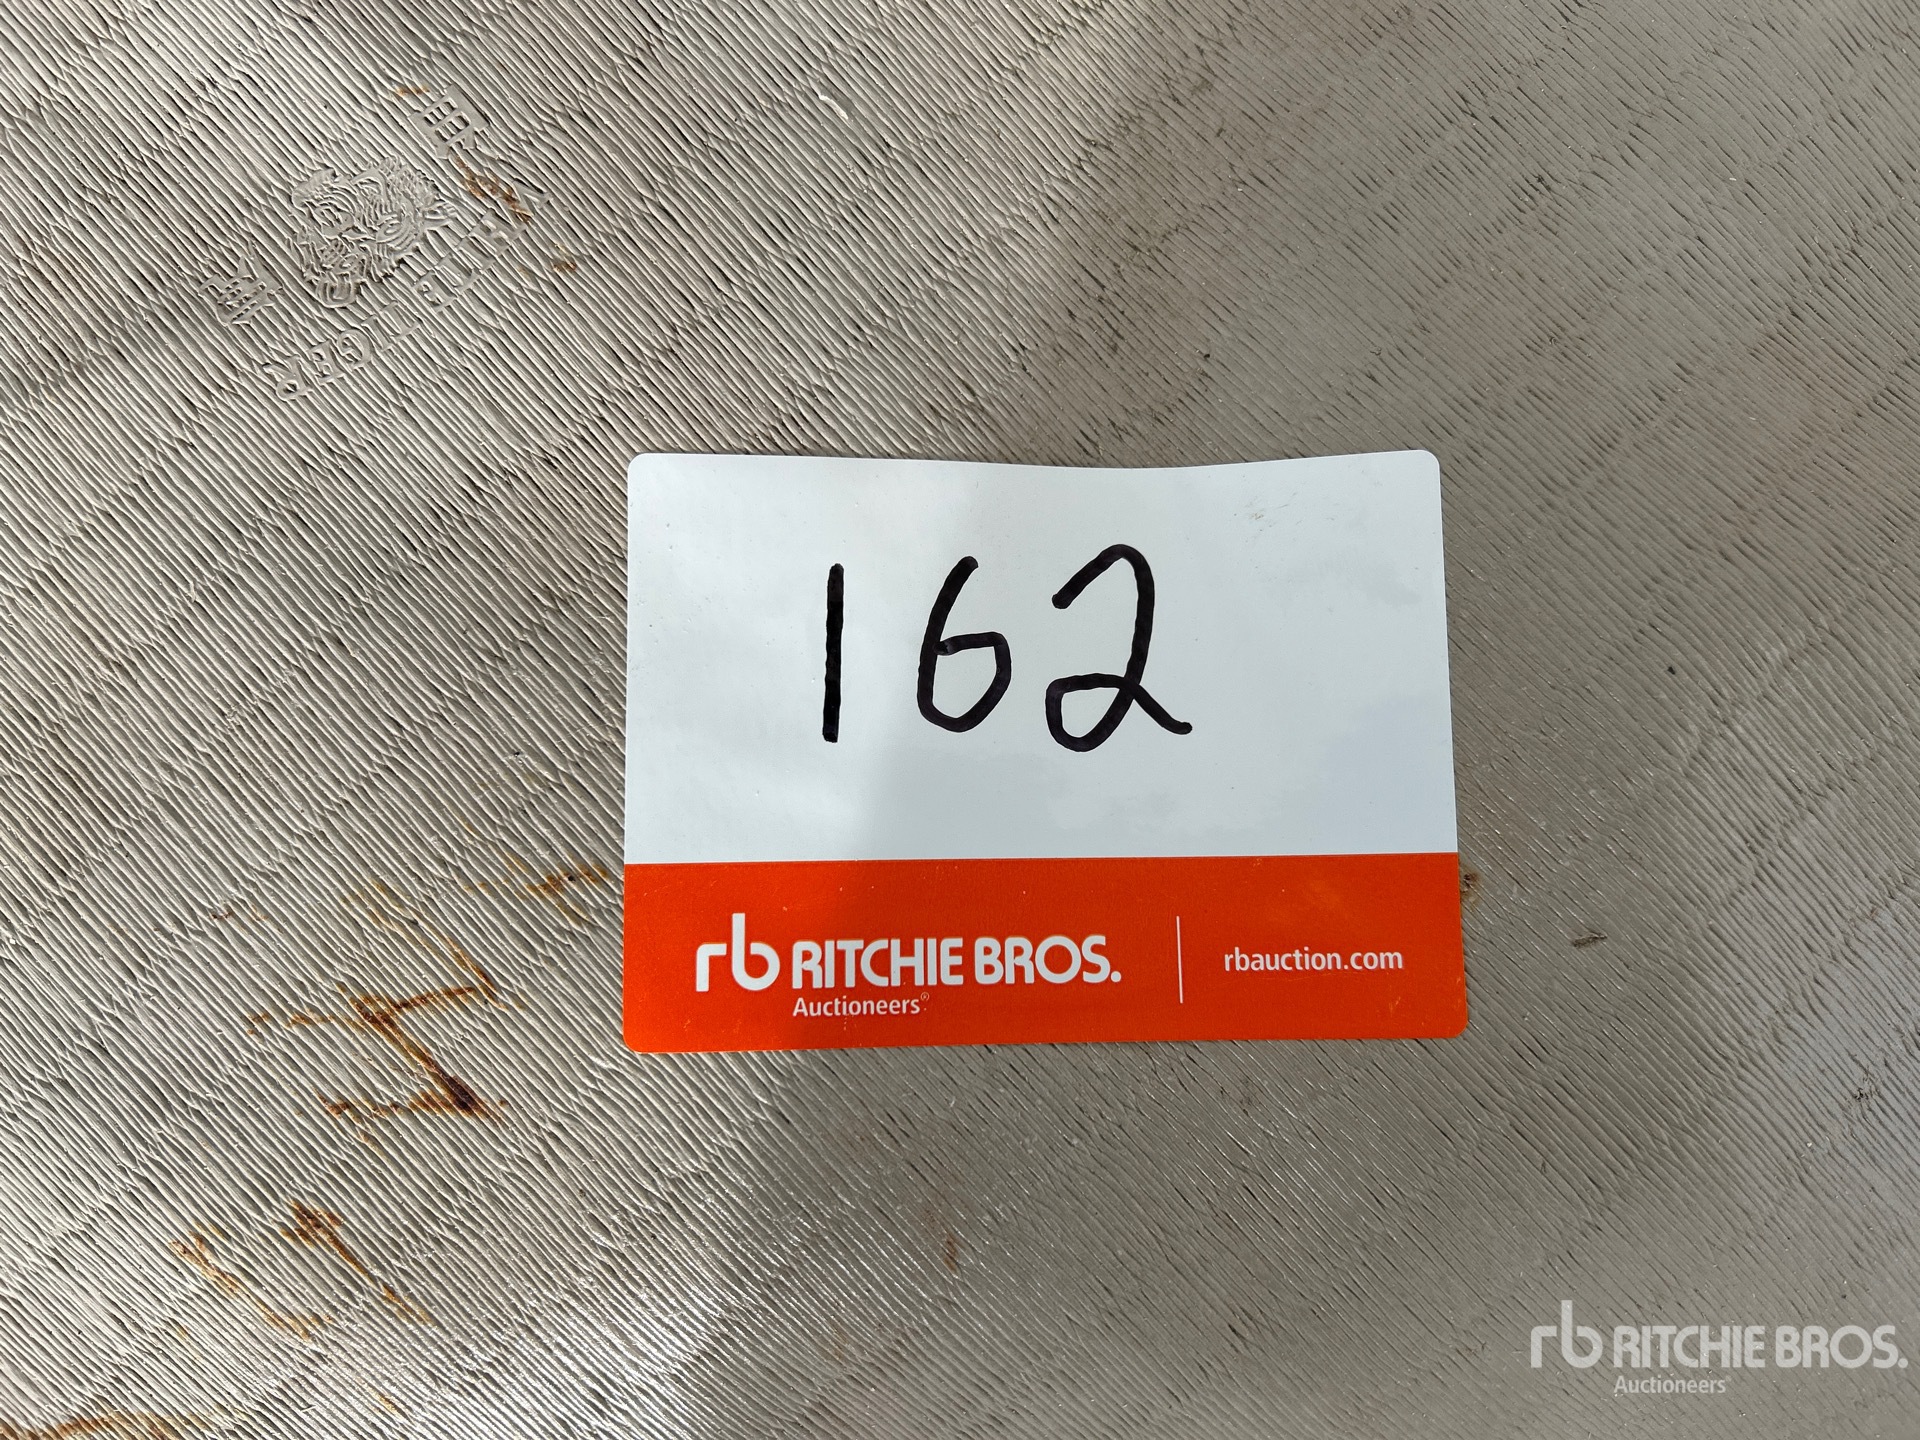 162
rb RITCHIE BROS.
Auctioneers®
rbauction.com
rb RITCHIE BROS.
Auctioneers